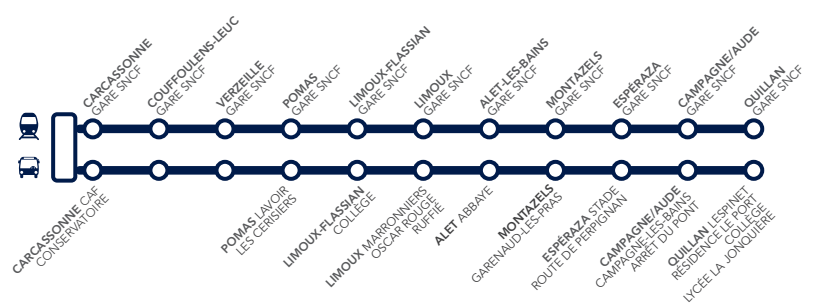 CARCASSONNE
GARE SNCF
COUFFOULENS-LEUC
GARE SNCF
VERZEILLE
GARE SNCF
POMAS
GARE SNCF
LIMOUX-FLASSIAN
GARE SNCF
LIMOUX
GARE SNCF
ALET-LES-BAINS
GARE SNCF
MONTAZELS
GARE SNCF
ESPÉRAZA
GARE SNCF
CAMPAGNE/AUDE
GARE SNCF
QUILLAN
GARE SNCF
CARCASSONNE CAF
CONSERVATOIRE
POMAS LAVOIR
LES CERISIERS
LIMOUX-FLASSIAN
COLLÈGE
LIMOUX MARRONNIERS
OSCAR ROUGE
RUFFIÉ
ALET ABBAYE
MONTAZELS
GARENAUD-LES-PRAS
ESPÉRAZA STADE
ROUTE DE PERPIGNAN
CAMPAGNE/AUDE
CAMPAGNE-LES-BAINS
ARRÊT DU PONT
QUILLAN LESPINET
RÉSIDENCE LE PORT
COLLÈGE
LYCÉE LA JONQUIÈRE